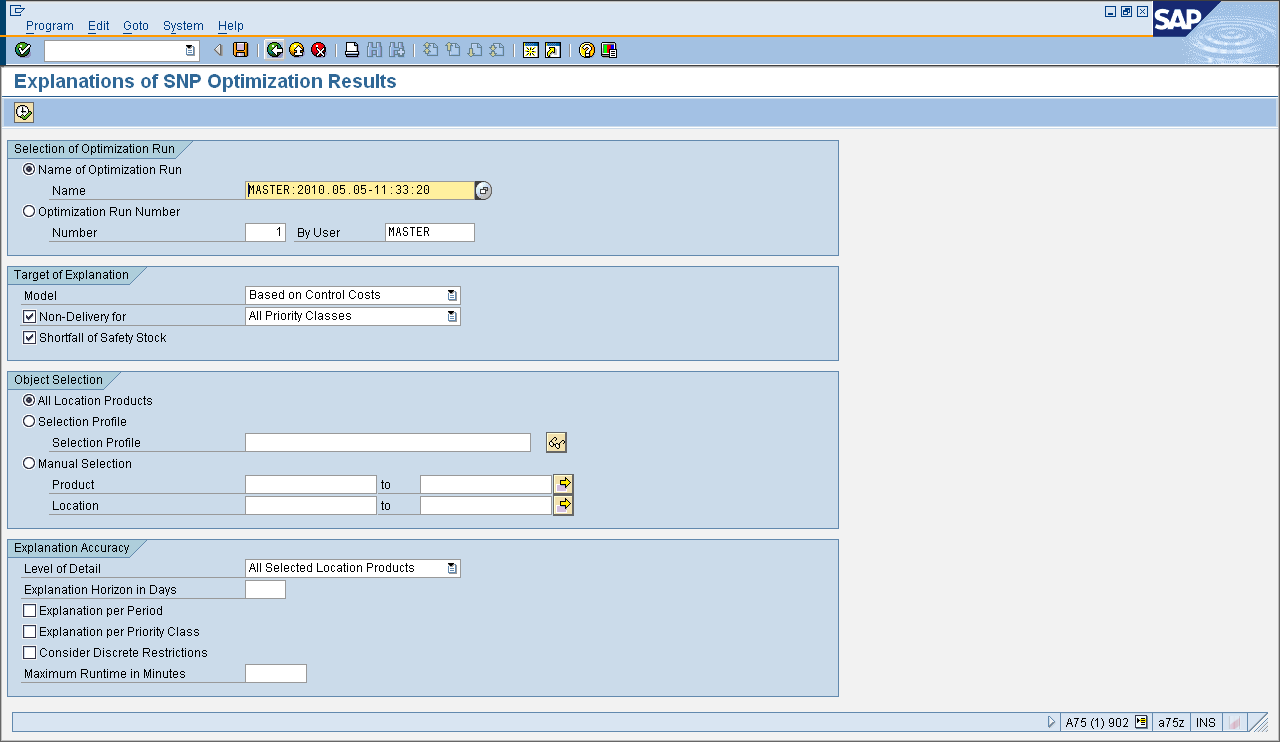 Program Edit Goto System Help
SAP
Explanations of SNP Optimization Results
Selection of Optimization Run
Name of Optimization Run
Name MASTER:2010.05.05-11:33:20
Optimization Run Number
Number 1 By User MASTER
Target of Explanation
Model Based on Control Costs
Non-Delivery for All Priority Classes
Shortfall of Safety Stock
Object Selection
All Location Products
Selection Profile
Selection Profile
Manual Selection
Product to
Location to
Explanation Accuracy
Level of Detail All Selected Location Products
Explanation Horizon in Days
Explanation per Period
Explanation per Priority Class
Consider Discrete Restrictions
Maximum Runtime in Minutes
A75 (1) 902 a75z INS